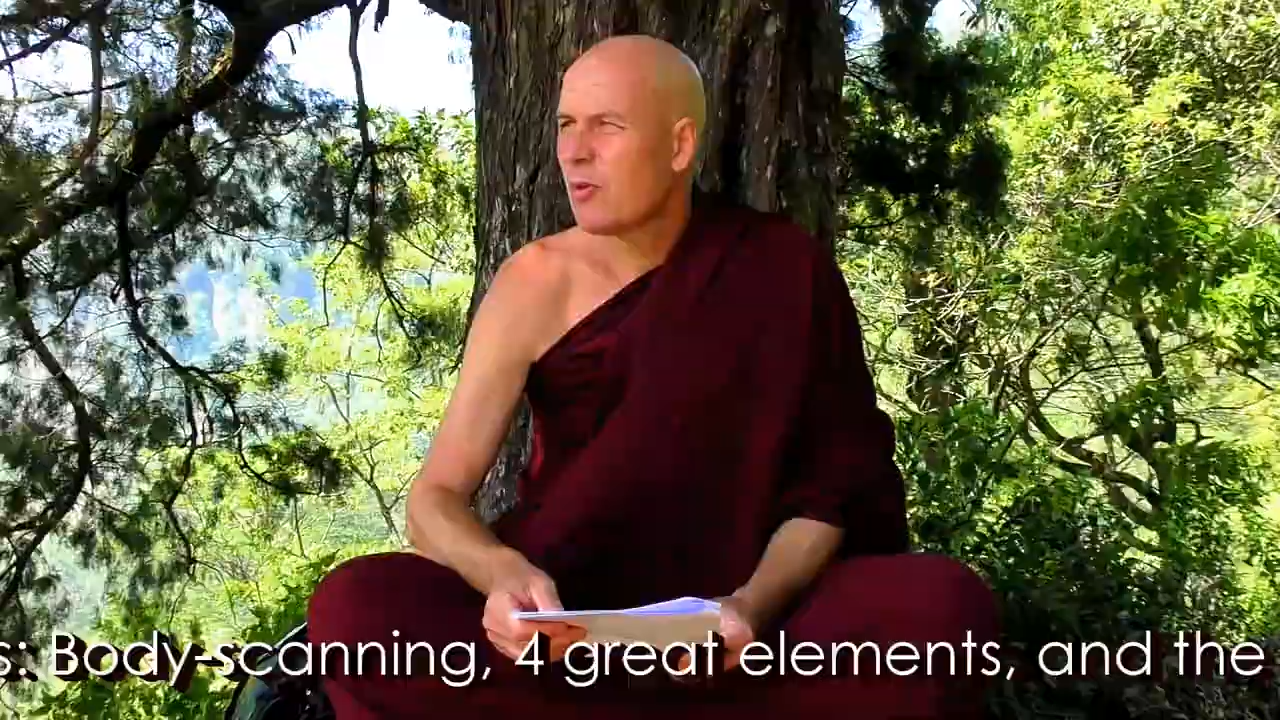 s: Body-scanning, 4 great elements, and the